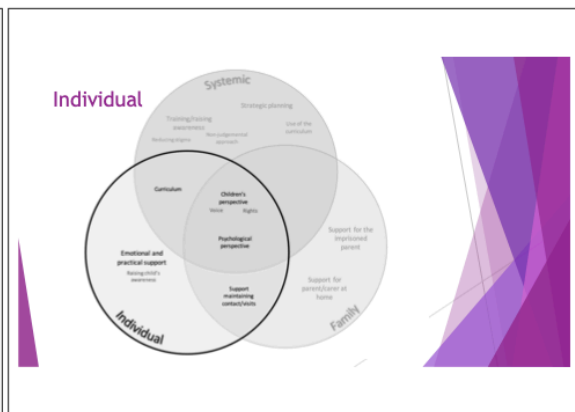 Individual
Systemic
Strategic planning
Training/raising
awareness
Non-judgemental
approach
Use of the
curriculum
Reducing stigma
Curriculum
Children's
perspective
Voice Rights
Psychological
perspective
Support for the
imprisoned
parent
Emotional and
practical support
Raising child's
awareness
Support for
parent/carer at
home
Support
maintaining
contact/visits
Individual
Family